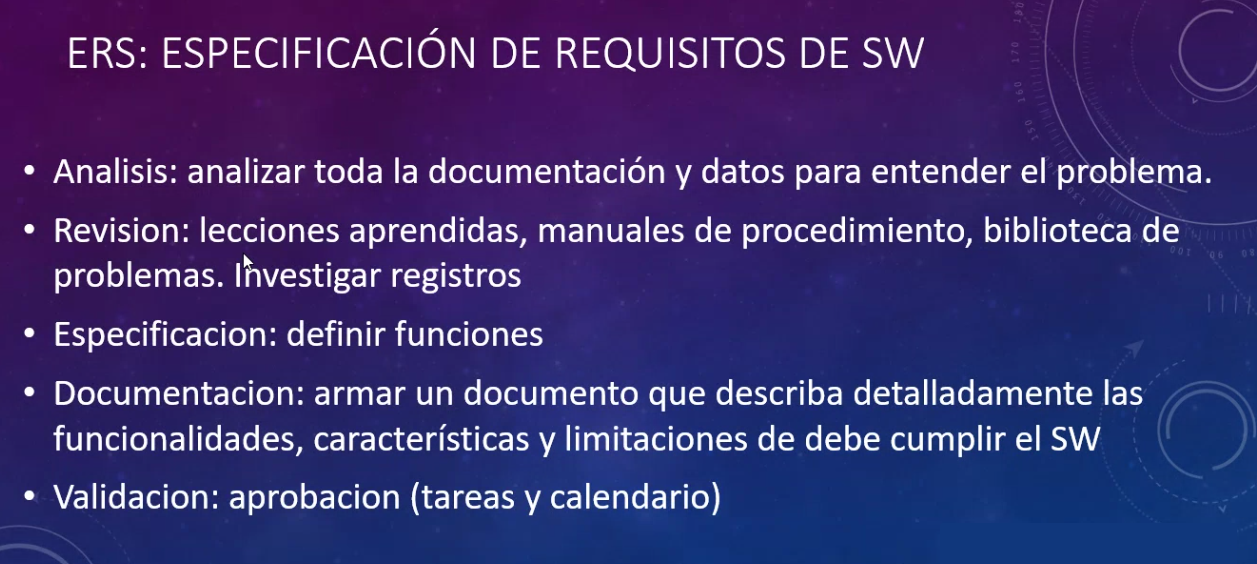 ERS: ESPECIFICACIÓN DE REQUISITOS DE SW
• Analisis: analizar toda la documentación y datos para entender el problema.
• Revision: lecciones aprendidas, manuales de procedimiento, biblioteca de
problemas. Investigar registros
• Especificacion: definir funciones
• Documentacion: armar un documento que describa detalladamente las
funcionalidades, características y limitaciones de debe cumplir el SW
• Validacion: aprobacion (tareas y calendario)